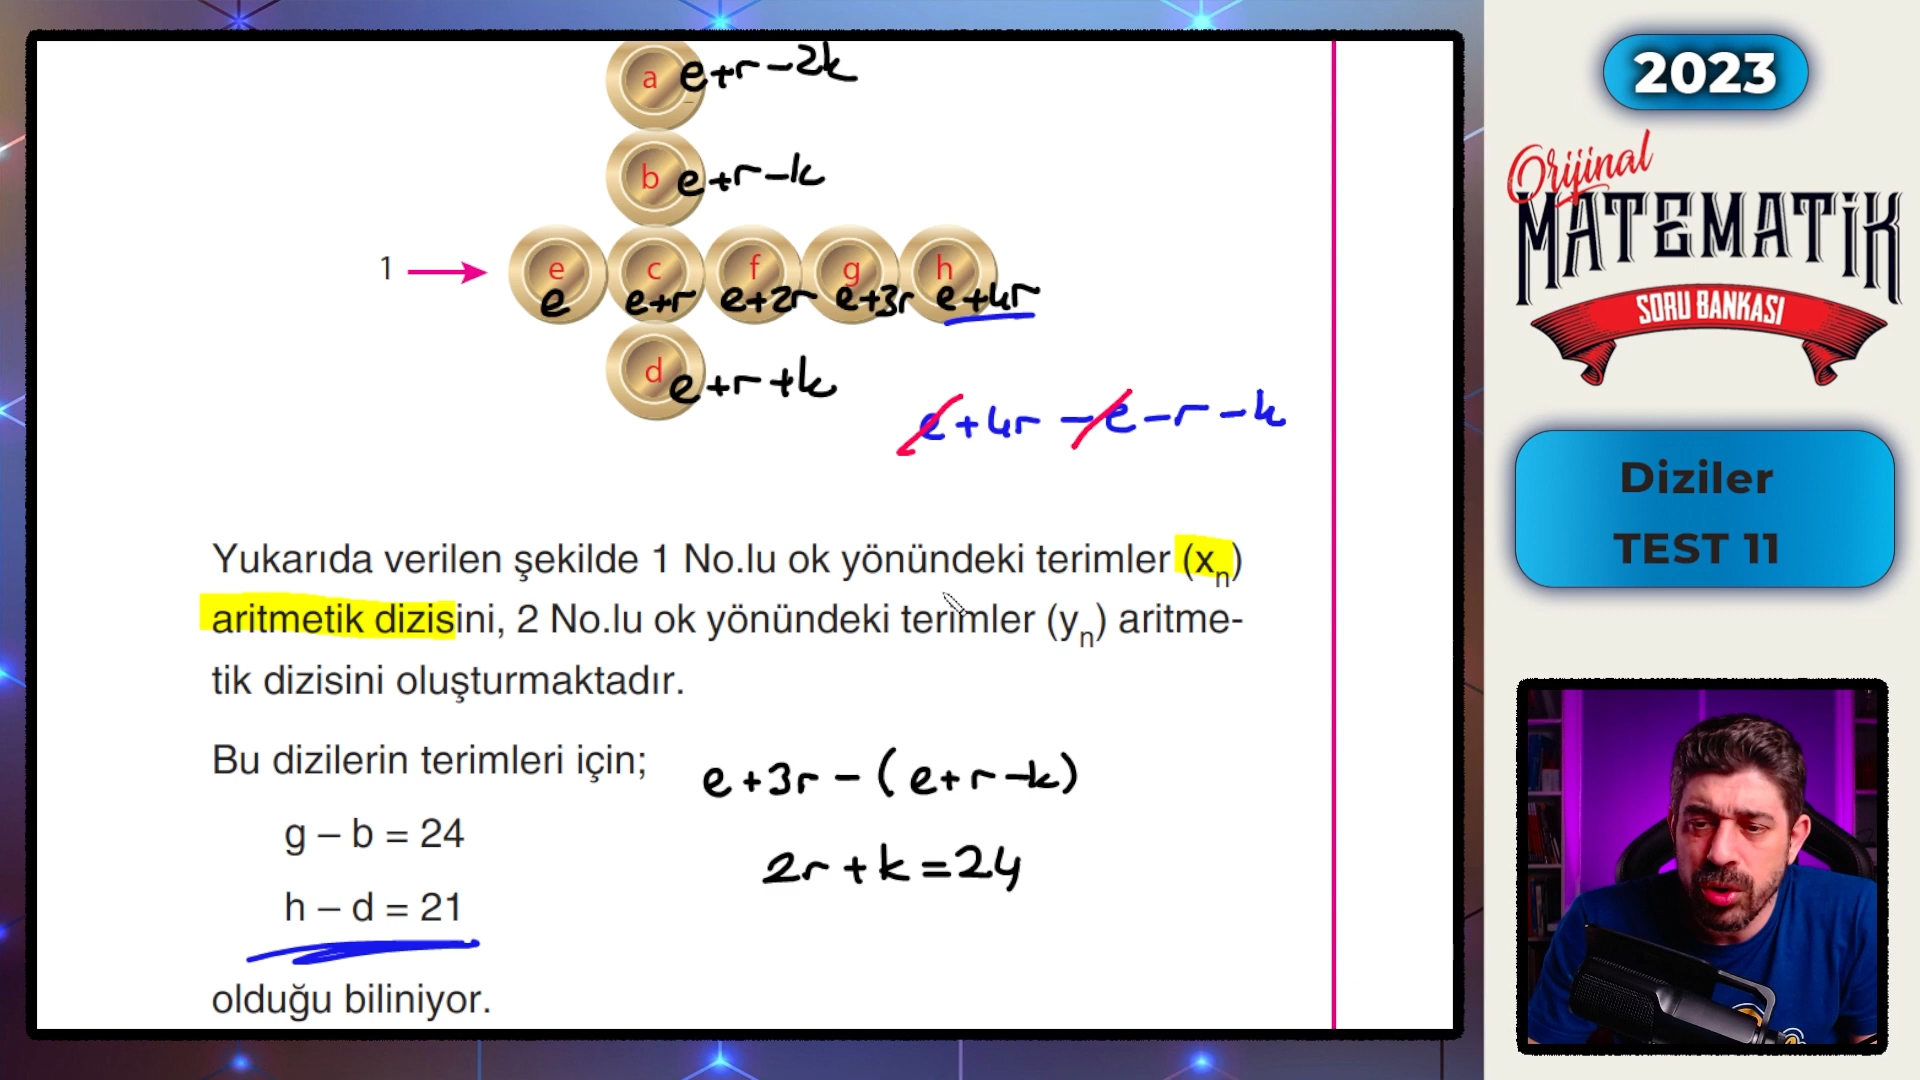 a e+r-2k
b e+r-k
1
e c f g h
e e+r e+2r e+3r e+4r
d e+r+k
e+4r -e-r-k
Yukarıda verilen şekilde 1 No.lu ok yönündeki terimler (xn)
aritmetik dizisini, 2 No.lu ok yönündeki terimler (yn) aritme-
tik dizisini oluşturmaktadır.
Bu dizilerin terimleri için;
e+3r-(e+r-k)
g – b = 24
2r+k=24
h – d = 21
olduğu biliniyor.
2023
Orijinal
MATEMATİK
SORU BANKASI
Diziler
TEST 11